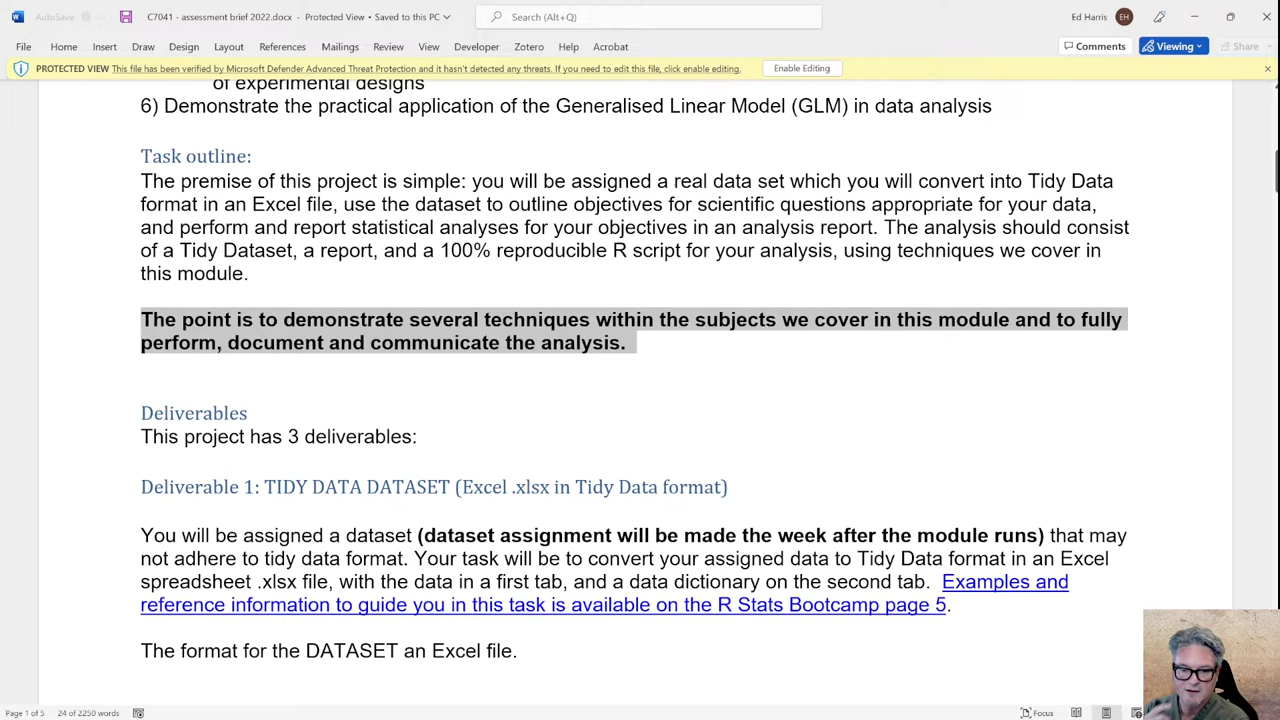 AutoSave
C7041 - assessment brief 2022.docx - Protected View • Saved to this PC
Search (Alt+Q)
Ed Harris
EH
File Home Insert Draw Design Layout References Mailings Review View Developer Zotero Help Acrobat
Comments
Viewing
Share
PROTECTED VIEW This file has been verified by Microsoft Defender Advanced Threat Protection and it hasn't detected any threats. If you need to edit this file, click enable editing.
Enable Editing
of experimental designs
6) Demonstrate the practical application of the Generalised Linear Model (GLM) in data analysis
Task outline:
The premise of this project is simple: you will be assigned a real data set which you will convert into Tidy Data
format in an Excel file, use the dataset to outline objectives for scientific questions appropriate for your data,
and perform and report statistical analyses for your objectives in an analysis report. The analysis should consist
of a Tidy Dataset, a report, and a 100% reproducible R script for your analysis, using techniques we cover in
this module.
The point is to demonstrate several techniques within the subjects we cover in this module and to fully
perform, document and communicate the analysis.
Deliverables
This project has 3 deliverables:
Deliverable 1: TIDY DATA DATASET (Excel .xlsx in Tidy Data format)
You will be assigned a dataset (dataset assignment will be made the week after the module runs) that may
not adhere to tidy data format. Your task will be to convert your assigned data to Tidy Data format in an Excel
spreadsheet .xlsx file, with the data in a first tab, and a data dictionary on the second tab. Examples and
reference information to guide you in this task is available on the R Stats Bootcamp page 5.
The format for the DATASET an Excel file.
Page 1 of 5
24 of 2250 words
Focus